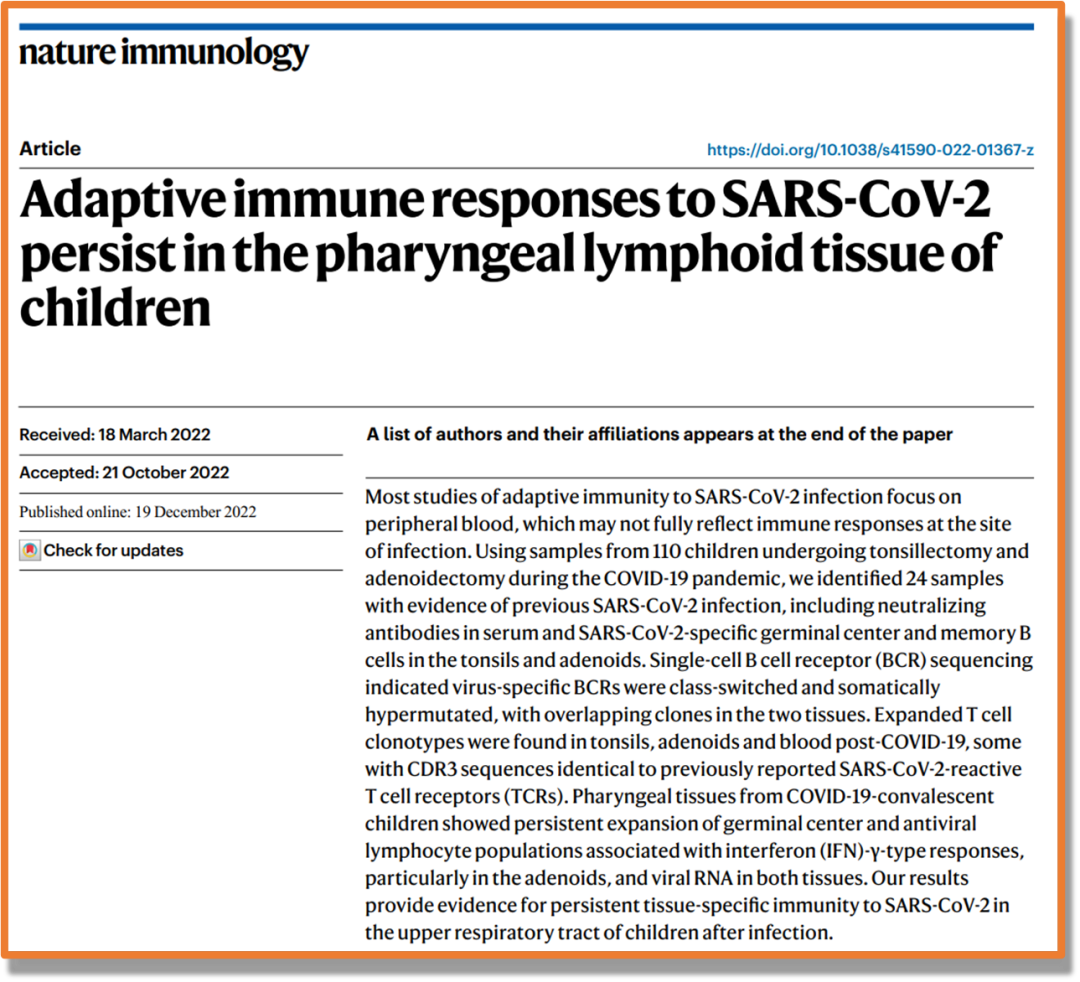 nature immunology
Article
https://doi.org/10.1038/s41590-022-01367-z
Adaptive immune responses to SARS-CoV-2
persist in the pharyngeal lymphoid tissue of
children
Received: 18 March 2022
Accepted: 21 October 2022
Published online: 19 December 2022
Check for updates
A list of authors and their affiliations appears at the end of the paper
Most studies of adaptive immunity to SARS-CoV-2 infection focus on
peripheral blood, which may not fully reflect immune responses at the site
of infection. Using samples from 110 children undergoing tonsillectomy and
adenoidectomy during the COVID-19 pandemic, we identified 24 samples
with evidence of previous SARS-CoV-2 infection, including neutralizing
antibodies in serum and SARS-CoV-2-specific germinal center and memory B
cells in the tonsils and adenoids. Single-cell B cell receptor (BCR) sequencing
indicated virus-specific BCRs were class-switched and somatically
hypermutated, with overlapping clones in the two tissues. Expanded T cell
clonotypes were found in tonsils, adenoids and blood post-COVID-19, some
with CDR3 sequences identical to previously reported SARS-CoV-2-reactive
T cell receptors (TCRs). Pharyngeal tissues from COVID-19-convalescent
children showed persistent expansion of germinal center and antiviral
lymphocyte populations associated with interferon (IFN)-γ-type responses,
particularly in the adenoids, and viral RNA in both tissues. Our results
provide evidence for persistent tissue-specific immunity to SARS-CoV-2 in
the upper respiratory tract of children after infection.